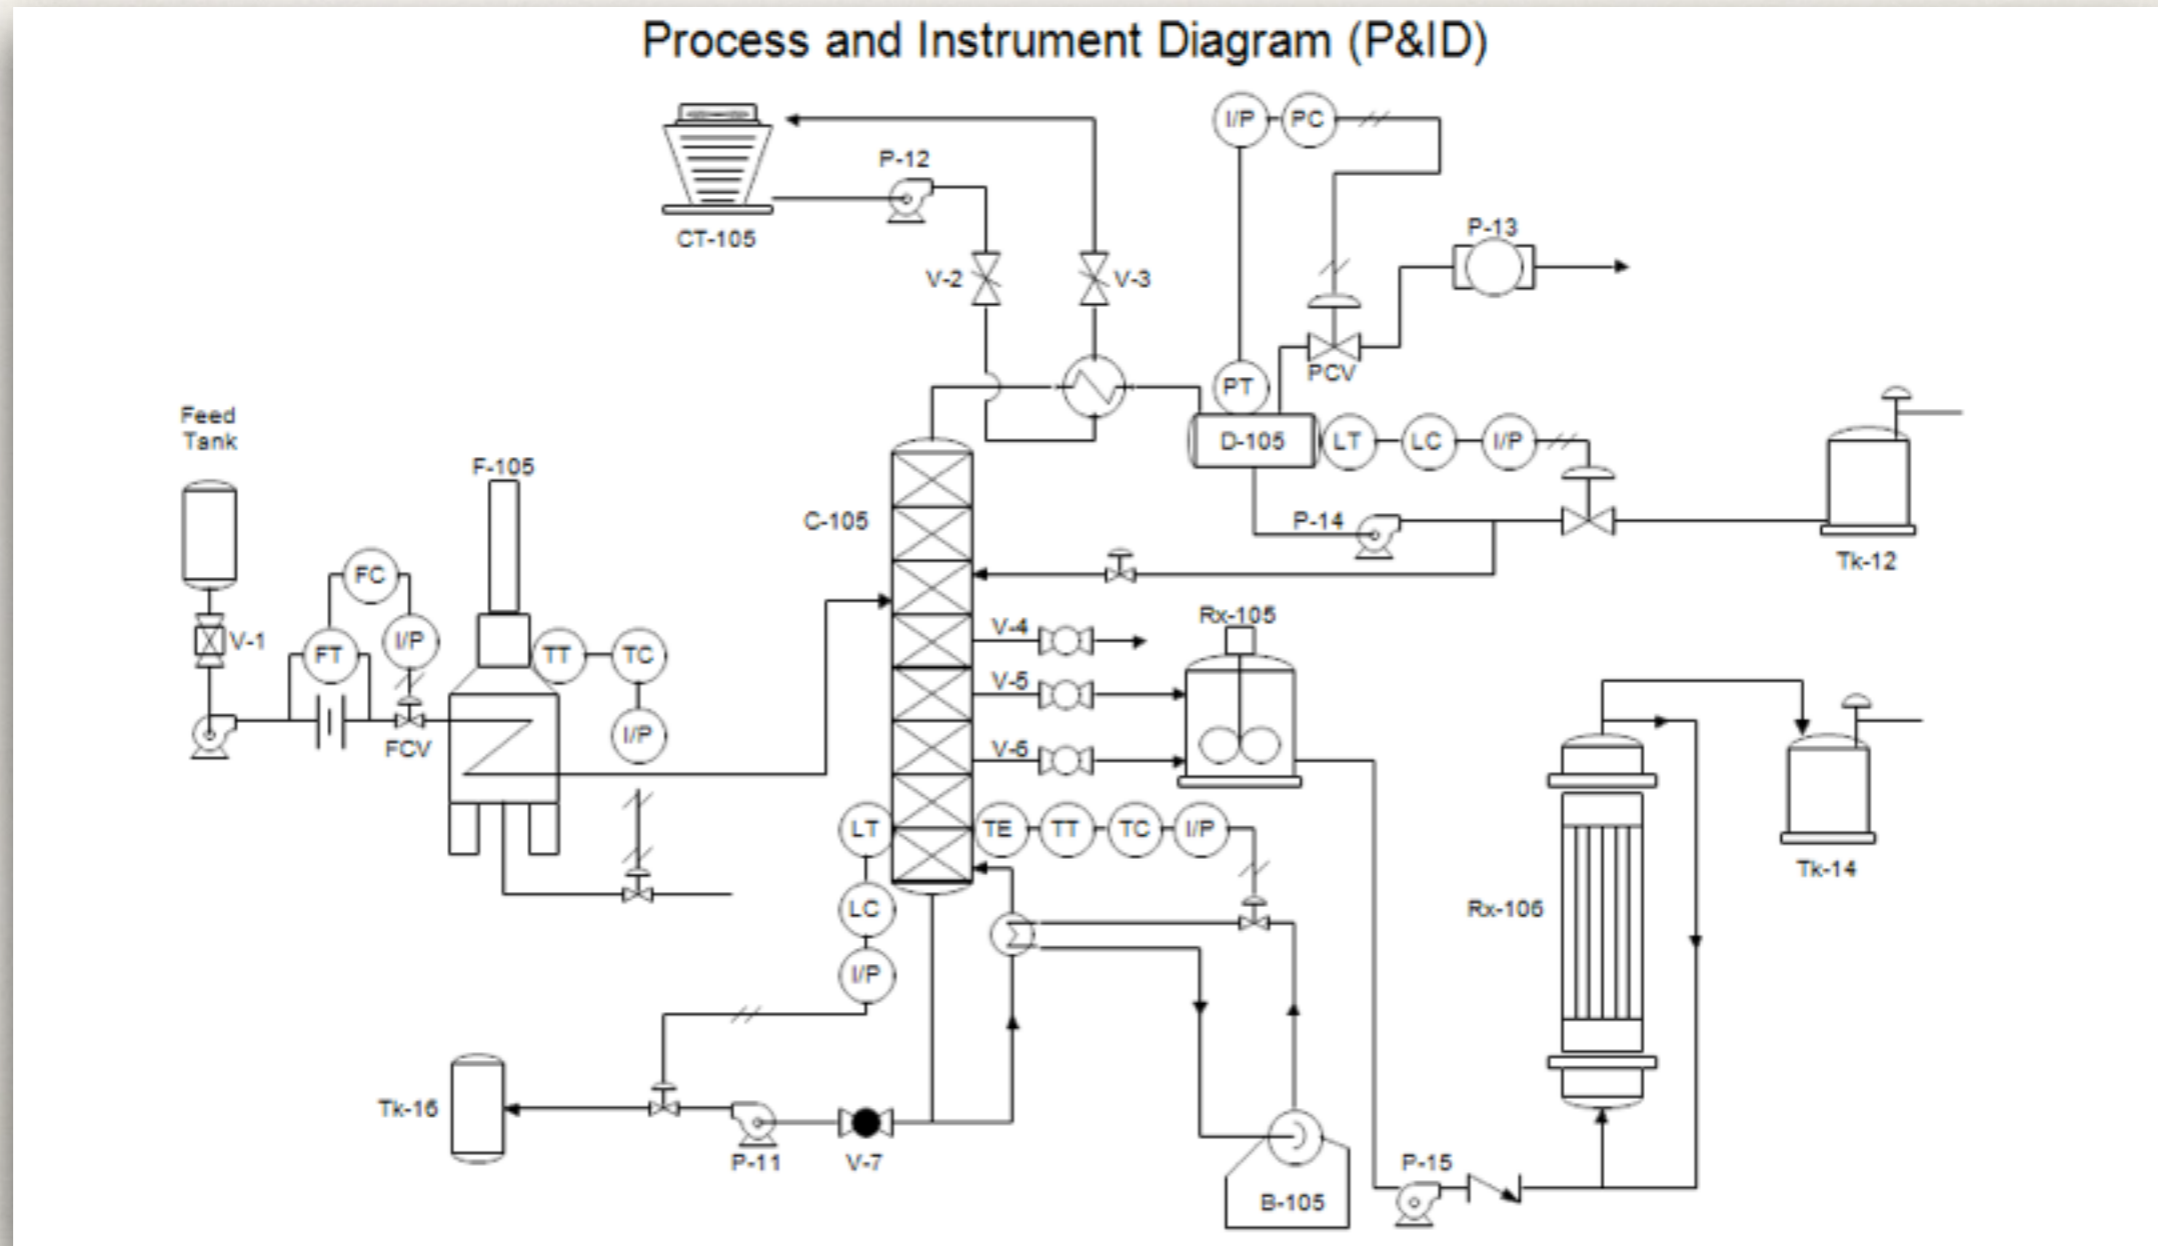 Process and Instrument Diagram (P&ID)
I/P
PC
P-12
CT-105
P-13
V-2
V-3
PT
PCV
Feed
Tank
F-105
D-105
LT
LC
I/P
C-105
P-14
Tk-12
FC
V-1
FT
I/P
TT
TC
V-4
Rx-105
V-5
FCV
I/P
V-6
LT
TE
TT
TC
I/P
Tk-14
LC
Rx-106
I/P
Tk-16
P-11
V-7
P-15
B-105